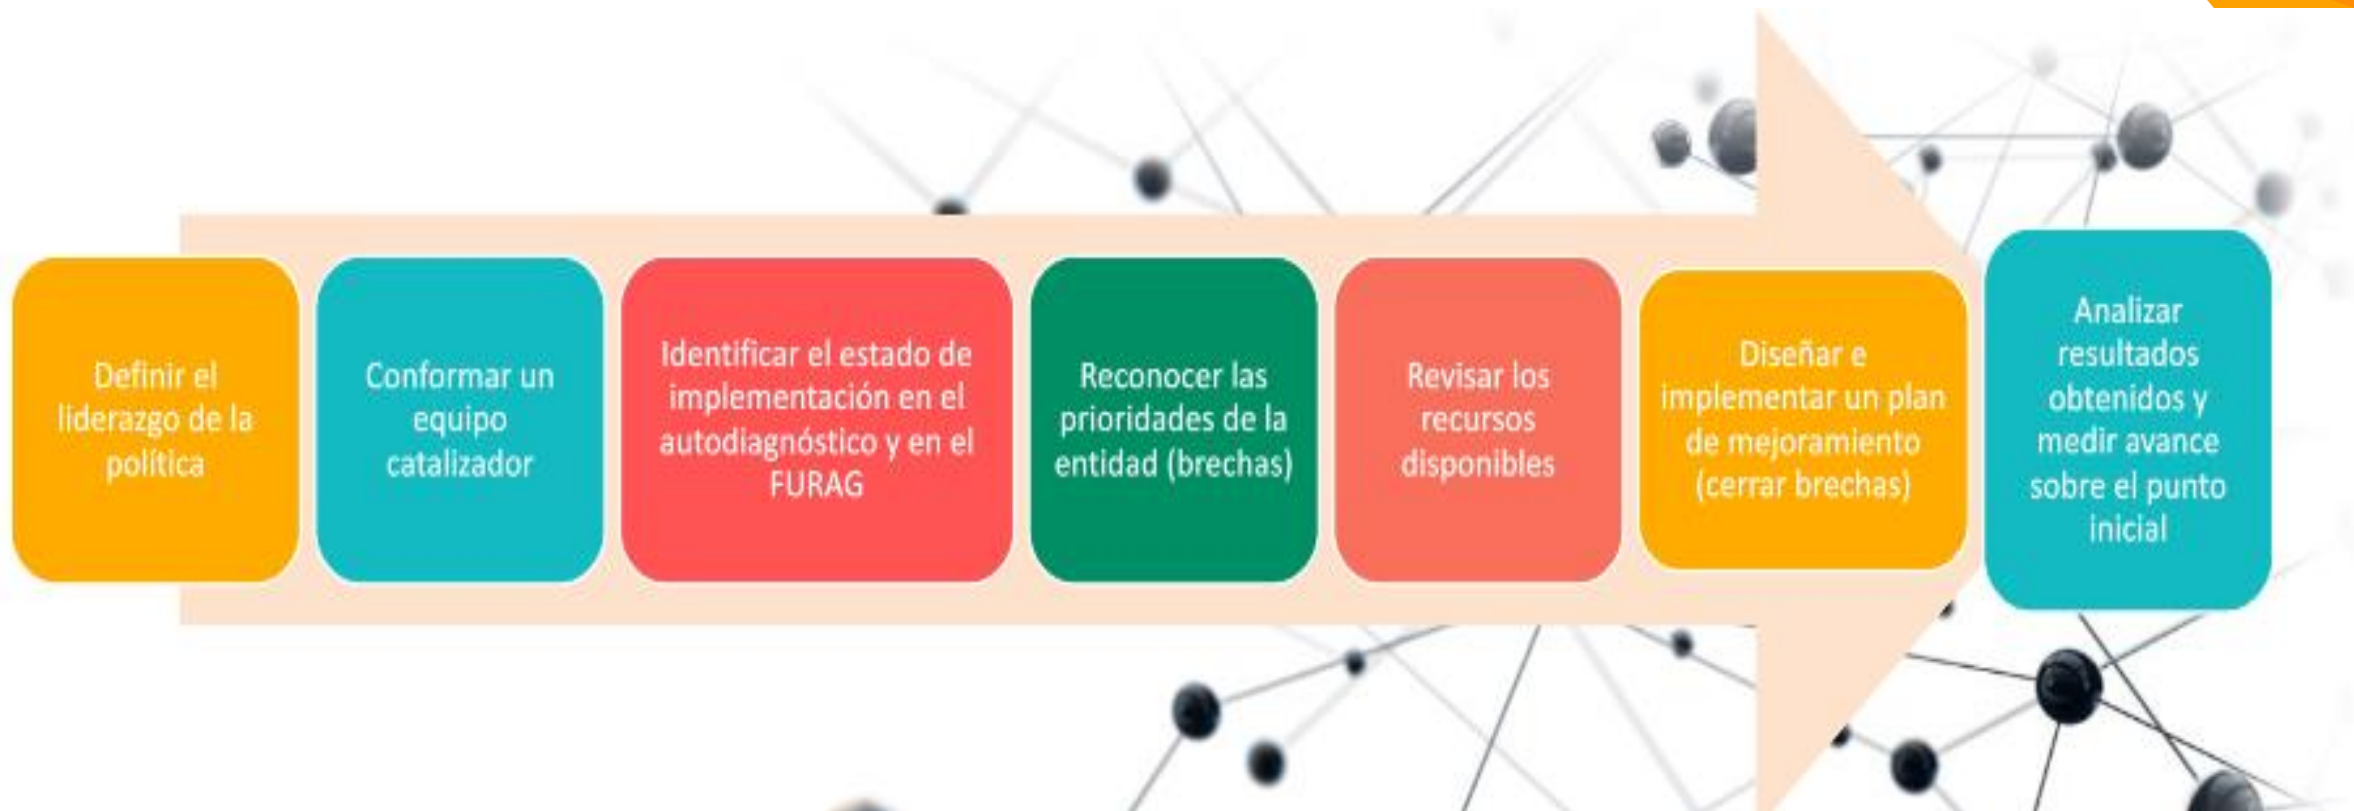 Definir el
liderazgo de la
política
Conformar un
equipo
catalizador
Identificar el estado de
implementación en el
autodiagnóstico y en el
FURAG
Reconocer las
prioridades de la
entidad (brechas)
Revisar los
recursos
disponibles
Diseñar e
implementar un plan
de mejoramiento
(cerrar brechas)
Analizar
resultados
obtenidos y
medir avance
sobre el punto
inicial